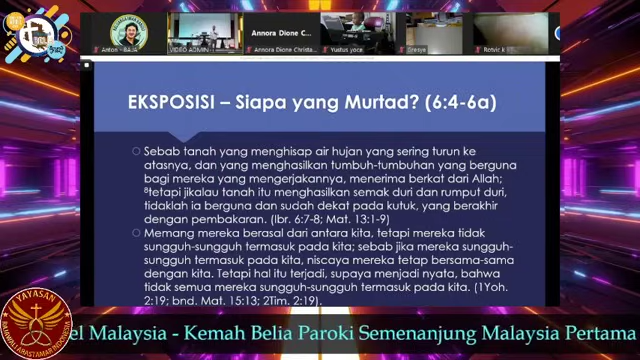 Anton - BAJA
VIDEO ADMIN
Annora Dione C...
Annora Dione Christa...
Yustus yoce
Gresye
EKSPOSISI – Siapa yang Murtad? (6:4-6a)
Sebab tanah yang menghisap air hujan yang sering turun ke
atasnya, dan yang menghasilkan tumbuh-tumbuhan yang berguna
bagi mereka yang mengerjakannya, menerima berkat dari Allah;
⁸tetapi jikalau tanah itu menghasilkan semak duri dan rumput duri,
tidaklah ia berguna dan sudah dekat pada kutuk, yang berakhir
dengan pembakaran. (Ibr. 6:7-8; Mat. 13:1-9)
Memang mereka berasal dari antara kita, tetapi mereka tidak
sungguh-sungguh termasuk pada kita; sebab jika mereka sungguh-
sungguh termasuk pada kita, niscaya mereka tetap bersama-sama
dengan kita. Tetapi hal itu terjadi, supaya menjadi nyata, bahwa
tidak semua mereka sungguh-sungguh termasuk pada kita. (1Yoh.
2:19; bnd. Mat. 15:13; 2Tim. 2:19).
YAYASAN
el Malaysia - Kemah Belia Paroki Semenanjung Malaysia Pertama